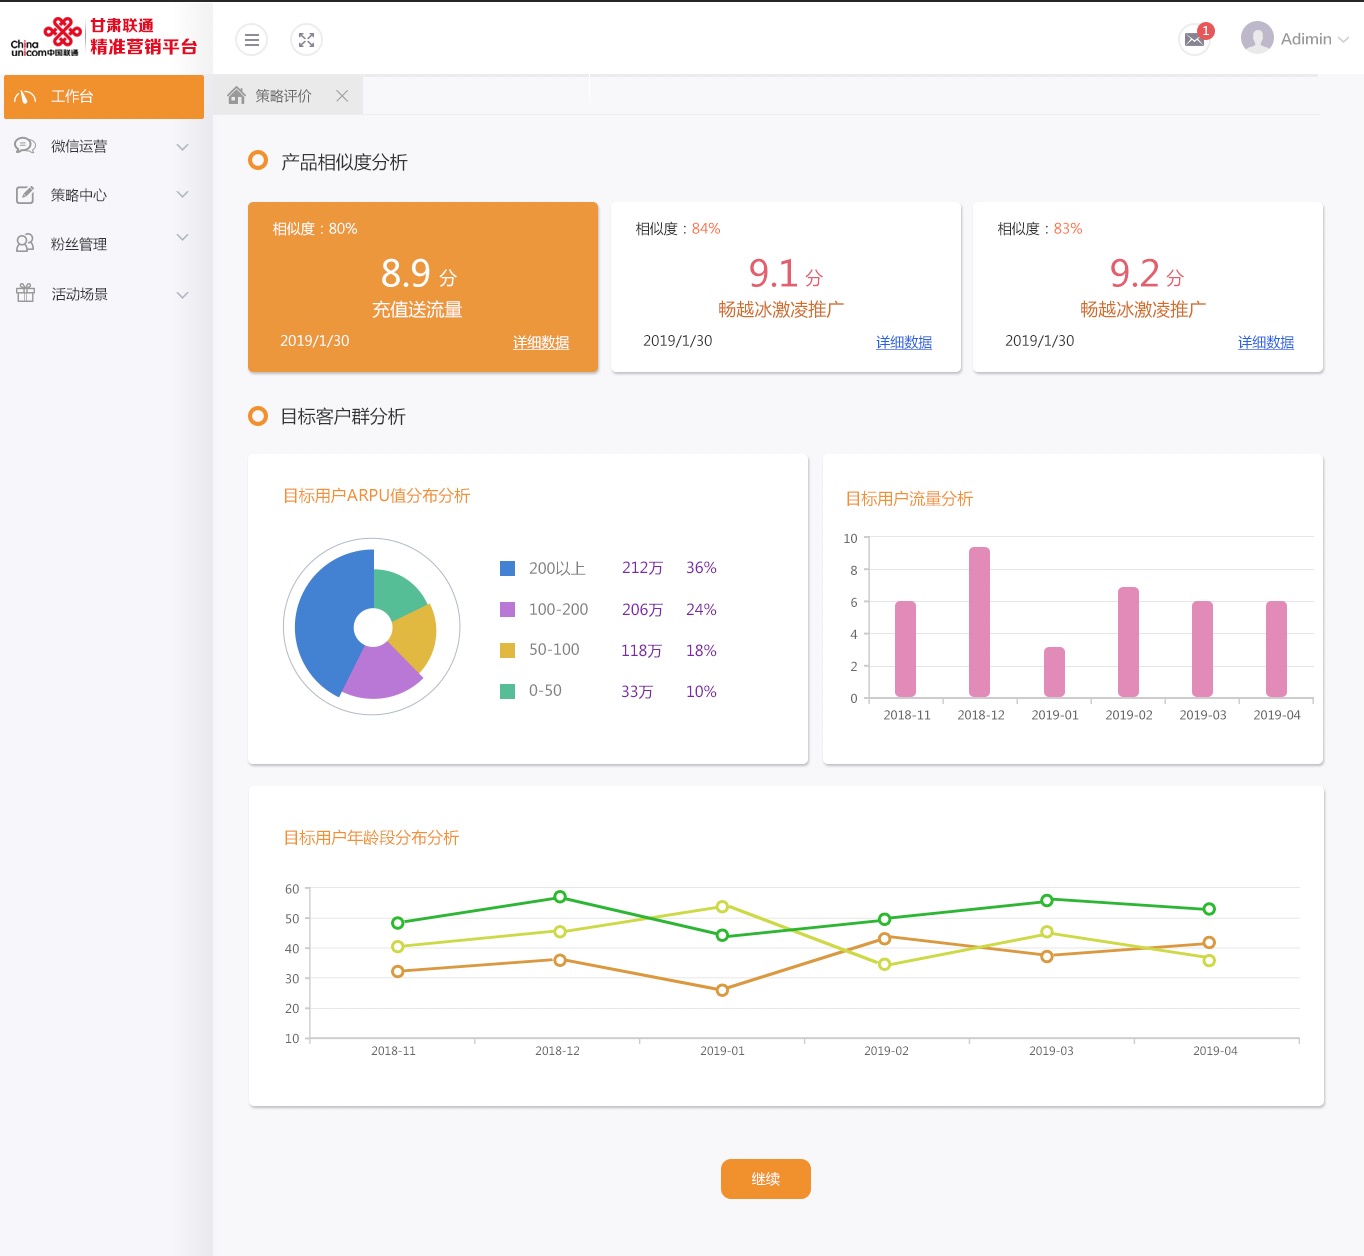 China unicom中国联通
甘肃联通
精准营销平台
1
Adimin
工作台
微信运营
策略中心
粉丝管理
活动场景
策略评价
产品相似度分析
相似度：80%
8.9 分
充值送流量
2019/1/30
详细数据
相似度：84%
9.1 分
畅越冰激凌推广
2019/1/30
详细数据
相似度：83%
9.2 分
畅越冰激凌推广
2019/1/30
详细数据
目标客户群分析
目标用户ARPU值分布分析
200以上 212万 36%
100-200 206万 24%
50-100 118万 18%
0-50 33万 10%
目标用户流量分析
10
8
6
4
2
0
2018-11 2018-12 2019-01 2019-02 2019-03 2019-04
目标用户年龄段分布分析
60
50
40
30
20
10
2018-11 2018-12 2019-01 2019-02 2019-03 2019-04
继续